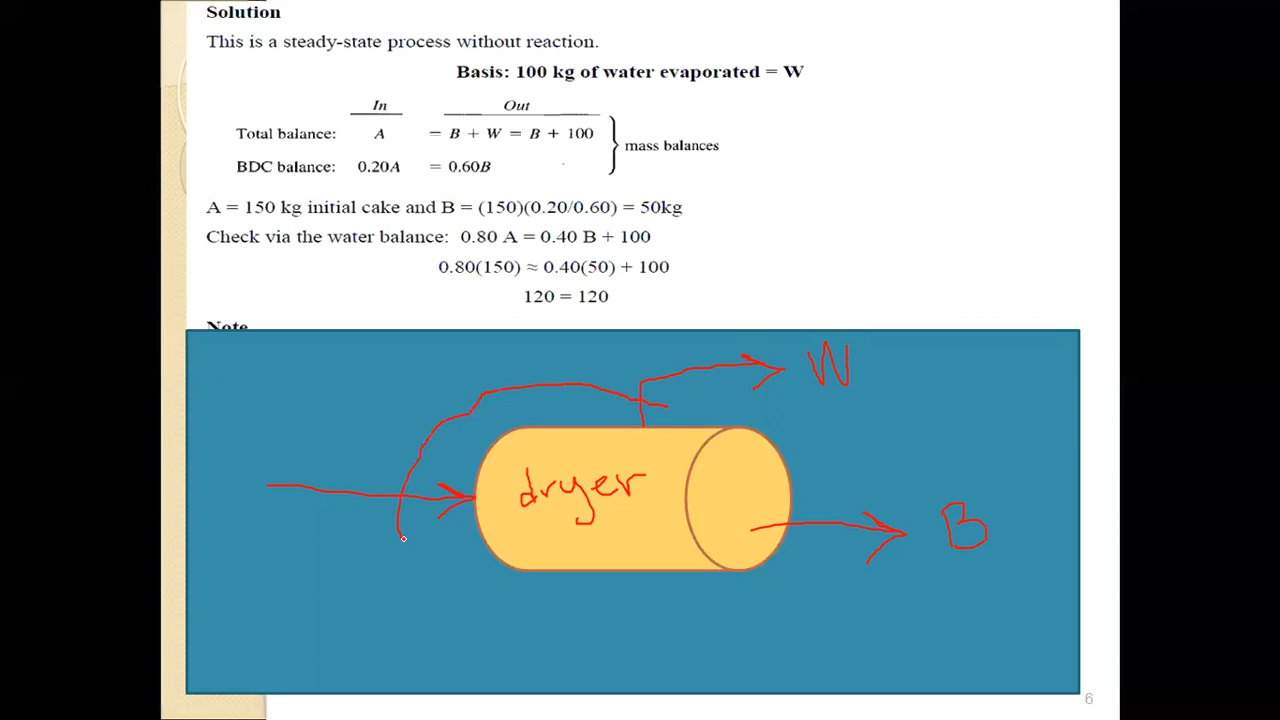 Solution
This is a steady-state process without reaction.
Basis: 100 kg of water evaporated = W
In Out
Total balance: A = B + W = B + 100
BDC balance: 0.20A = 0.60B
mass balances
A = 150 kg initial cake and B = (150)(0.20/0.60) = 50kg
Check via the water balance: 0.80 A = 0.40 B + 100
0.80(150) ≈ 0.40(50) + 100
120 = 120
Note
W
dryer
B
6